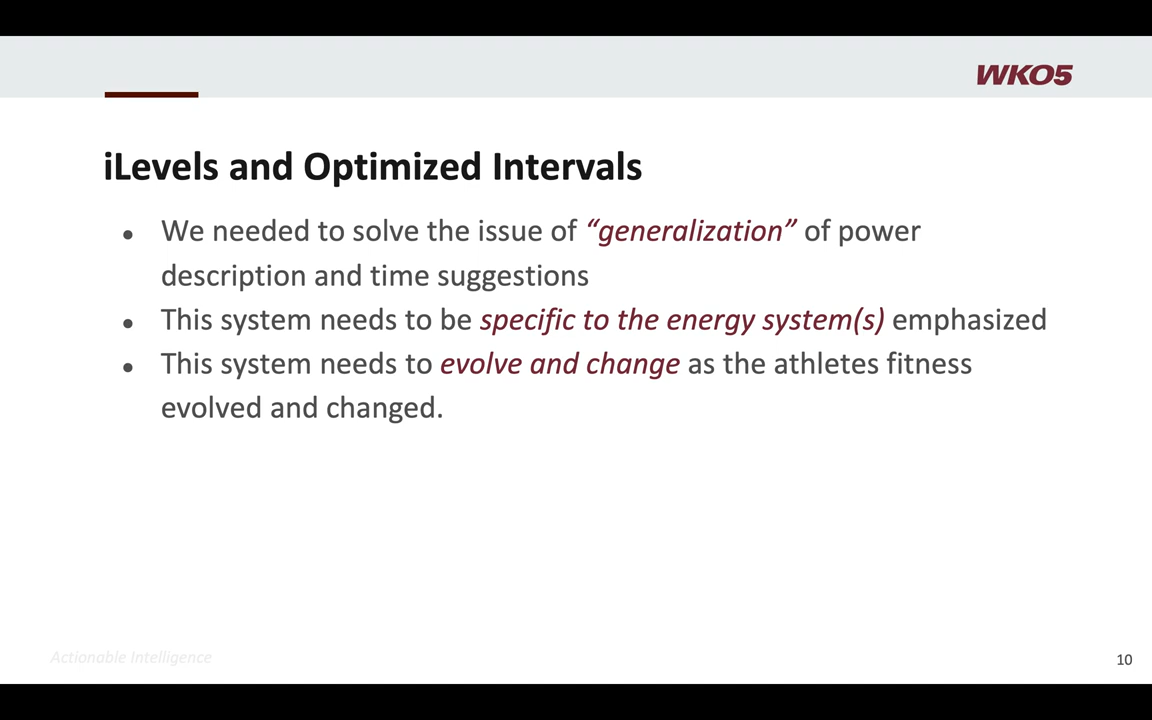 WKO5
iLevels and Optimized Intervals
• We needed to solve the issue of “generalization” of power
description and time suggestions
• This system needs to be specific to the energy system(s) emphasized
• This system needs to evolve and change as the athletes fitness
evolved and changed.
Actionable Intelligence
10